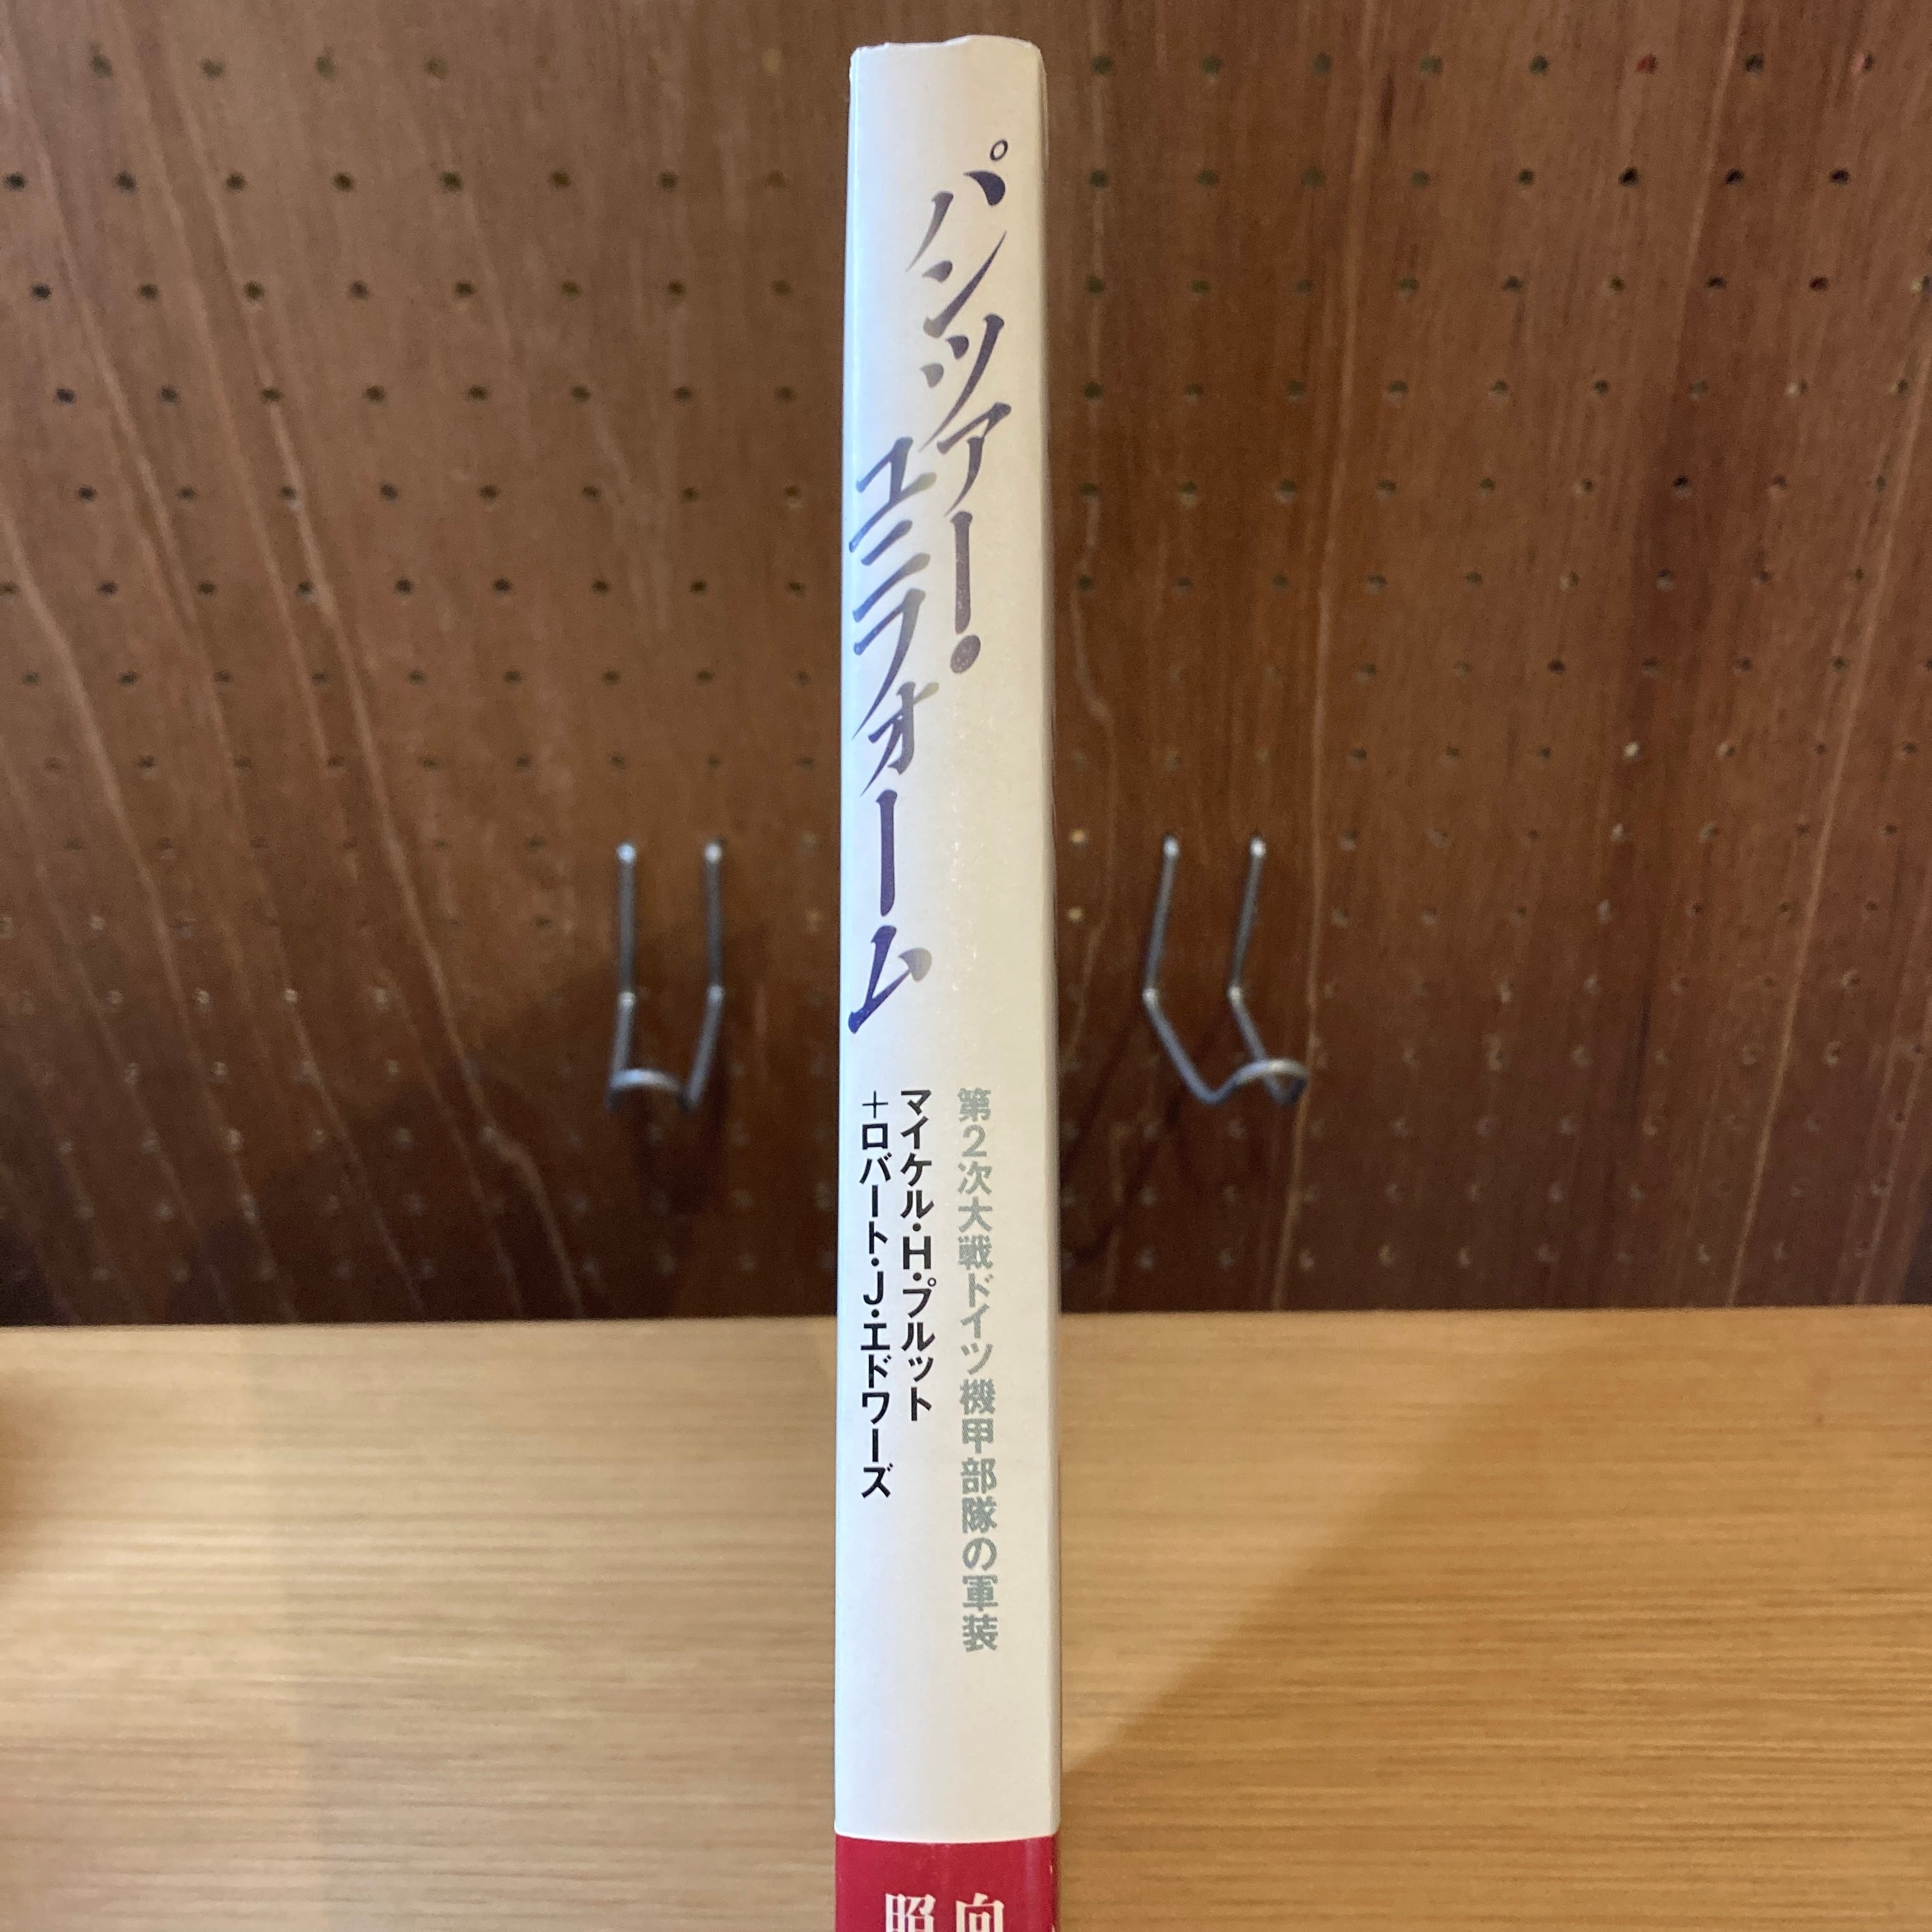 パンツァー・
ユニフォーム
第2次大戦ドイツ機甲部隊の軍装
マイケル・H・プルット
+ロバート・J・エドワーズ
向
照